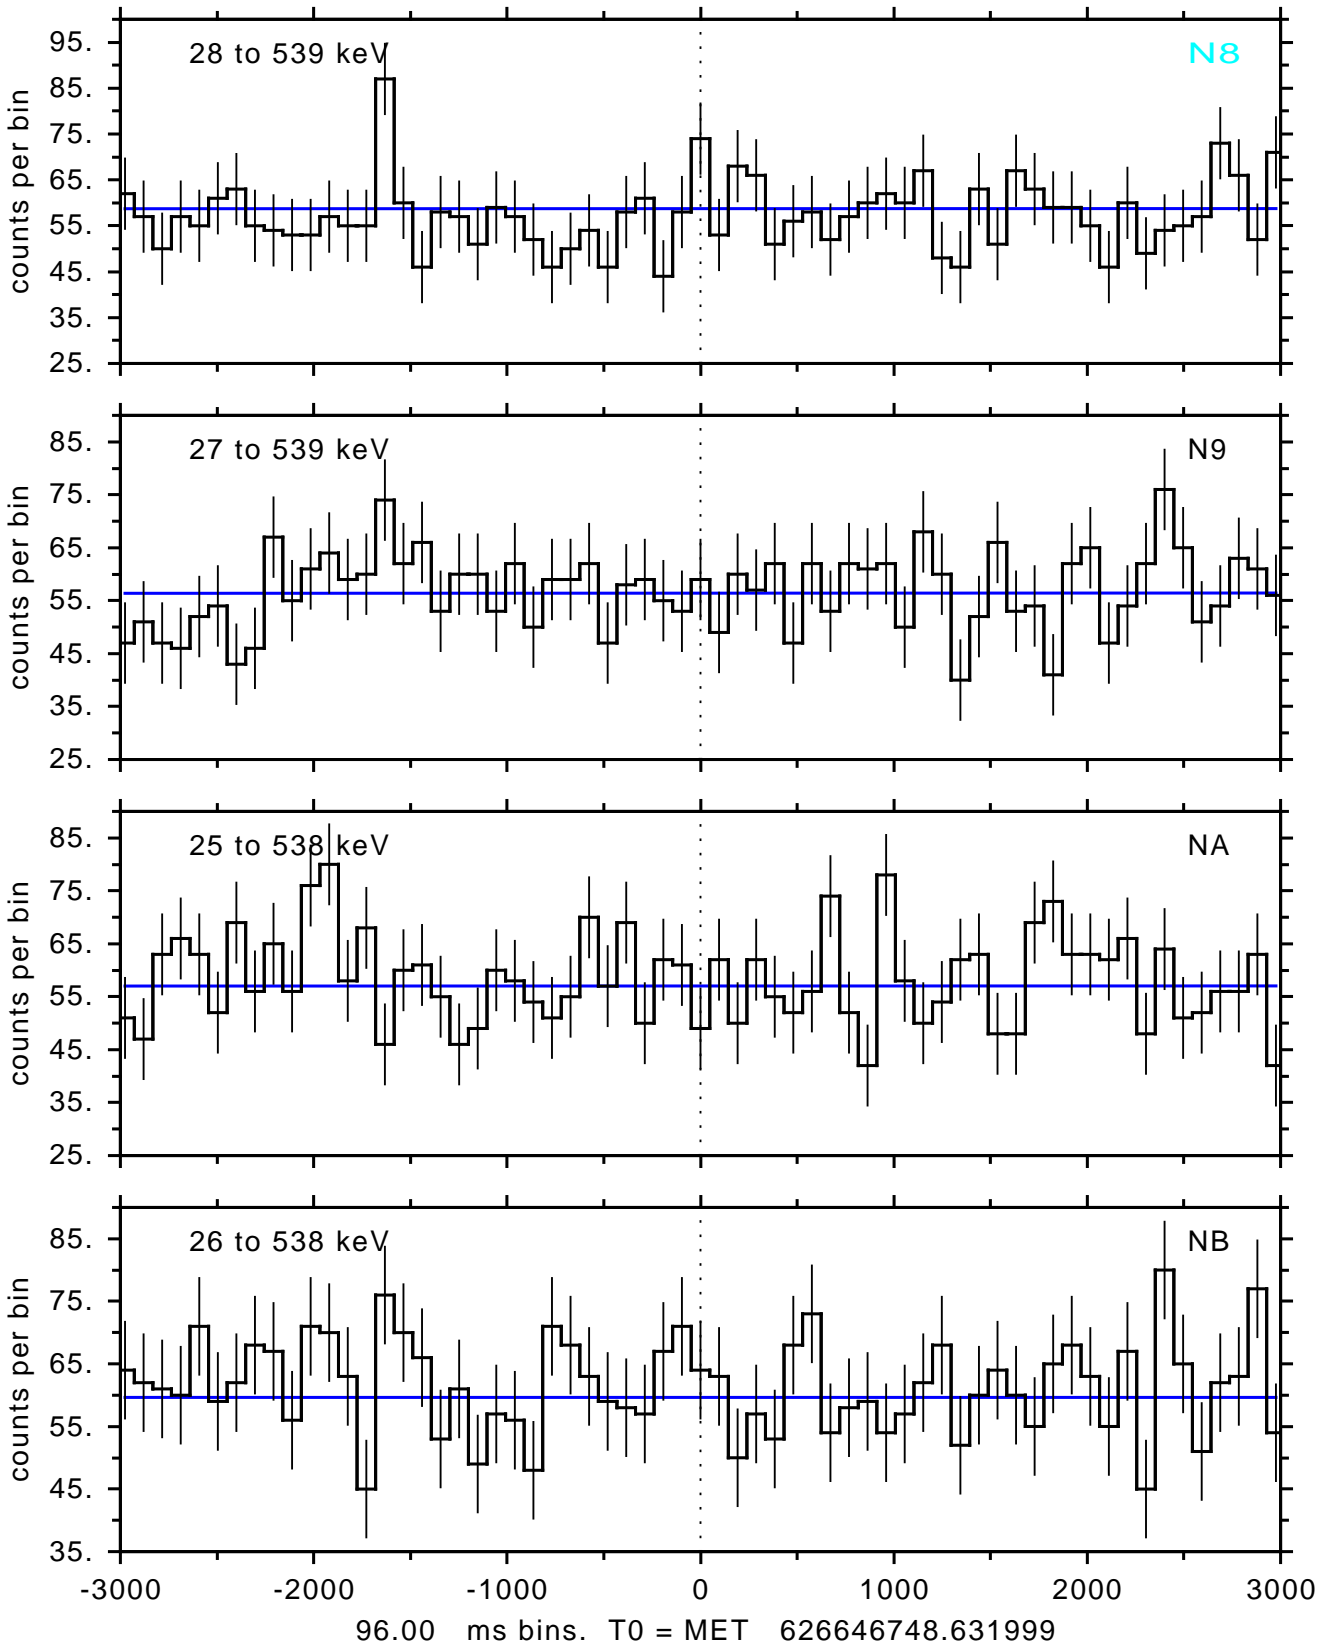 28 to 539 keV N8
95.
85.
75.
65.
55.
45.
35.
25.
counts per bin
27 to 539 keV N9
85.
75.
65.
55.
45.
35.
25.
counts per bin
25 to 538 keV NA
85.
75.
65.
55.
45.
35.
25.
counts per bin
26 to 538 keV NB
85.
75.
65.
55.
45.
35.
counts per bin
-3000 -2000 -1000 0 1000 2000 3000
96.00 ms bins. T0 = MET 626646748.631999